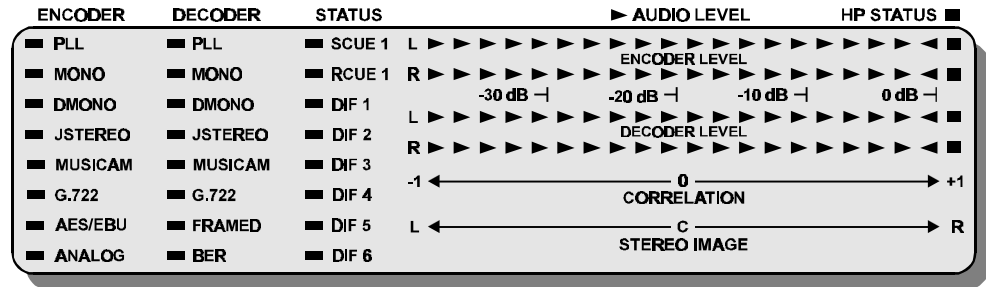 ENCODER DECODER STATUS ► AUDIO LEVEL HP STATUS ■
PLL PLL SCUE 1 L
ENCODER LEVEL
MONO MONO RCUE 1 R
-30 dB -20 dB -10 dB 0 dB
DMONO DMONO DIF 1
L
DECODER LEVEL
JSTEREO JSTEREO DIF 2
R
MUSICAM MUSICAM DIF 3
-1 0 +1
CORRELATION
G.722 G.722 DIF 4
AES/EBU FRAMED DIF 5 L C R
STEREO IMAGE
ANALOG BER DIF 6